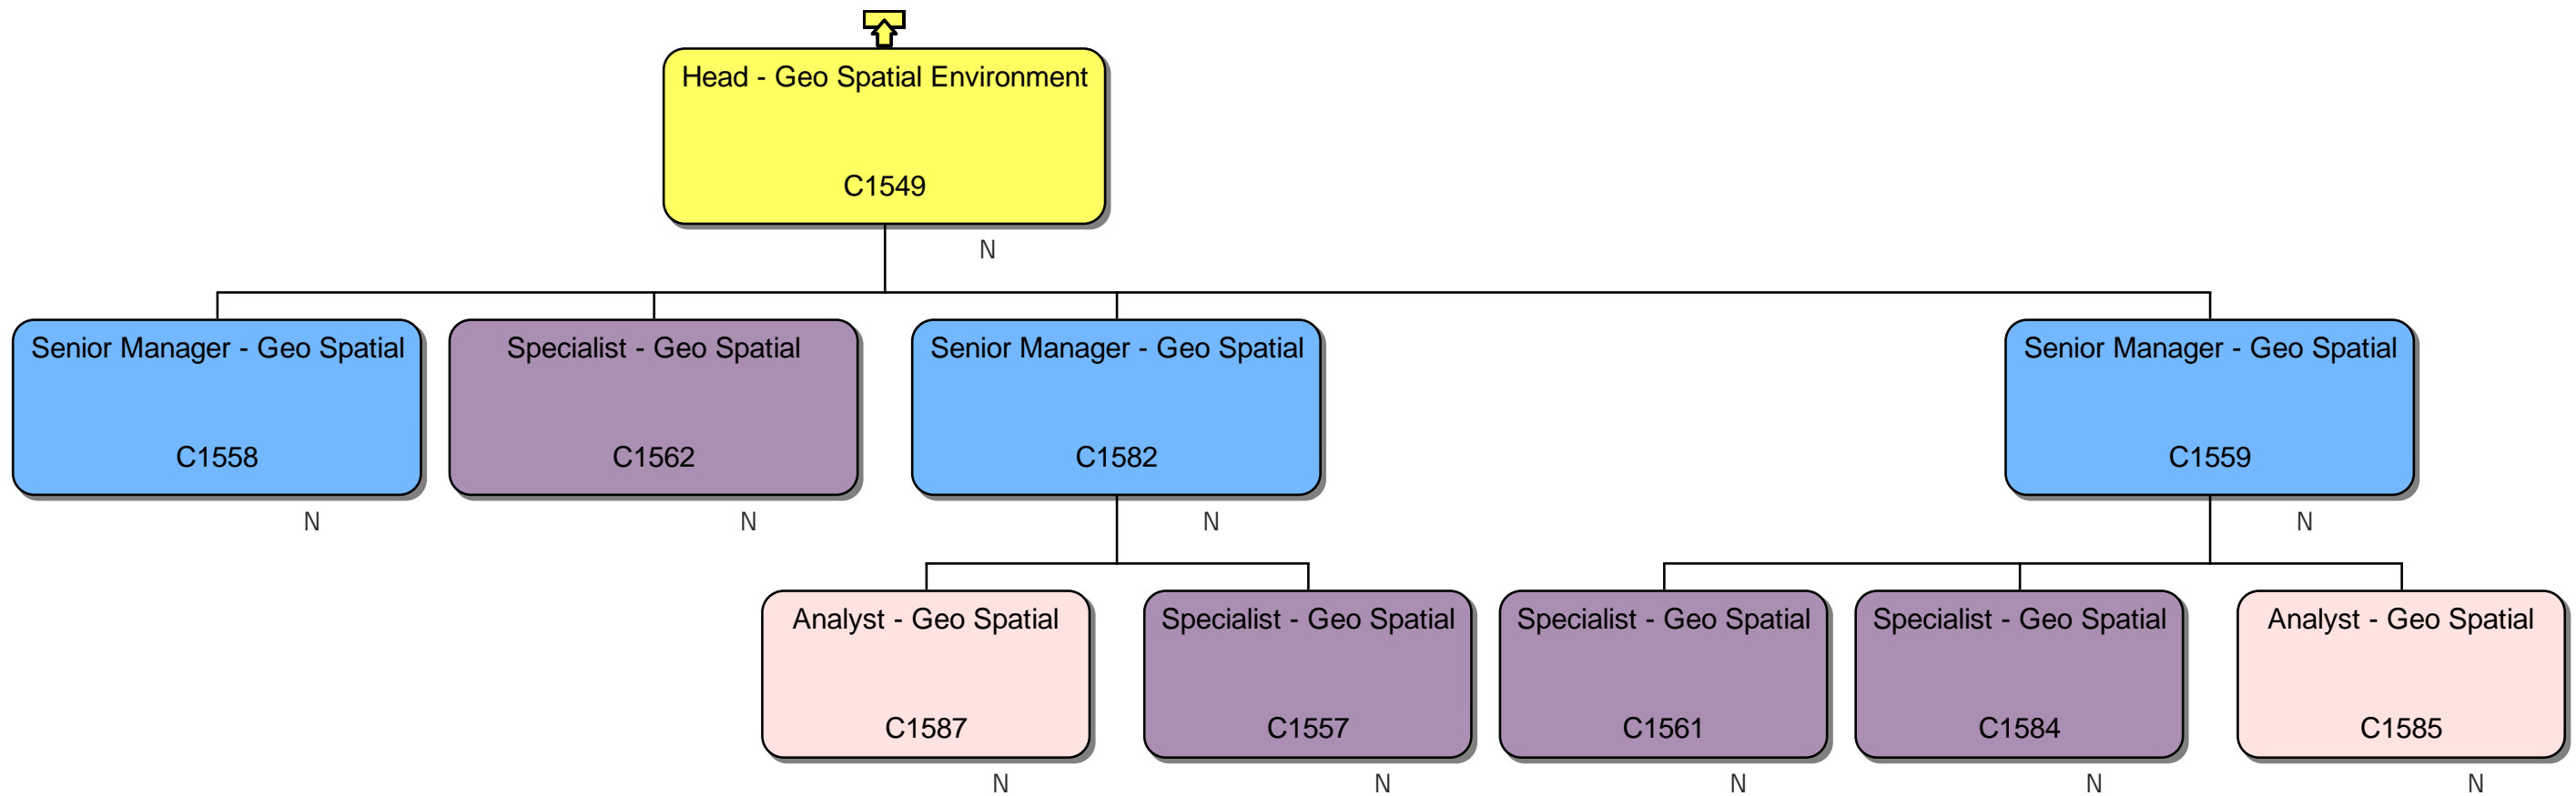 Head - Geo Spatial Environment
C1549
N
Senior Manager - Geo Spatial
C1558
N
Specialist - Geo Spatial
C1562
N
Senior Manager - Geo Spatial
C1582
N
Senior Manager - Geo Spatial
C1559
N
Analyst - Geo Spatial
C1587
N
Specialist - Geo Spatial
C1557
N
Specialist - Geo Spatial
C1561
N
Specialist - Geo Spatial
C1584
N
Analyst - Geo Spatial
C1585
N